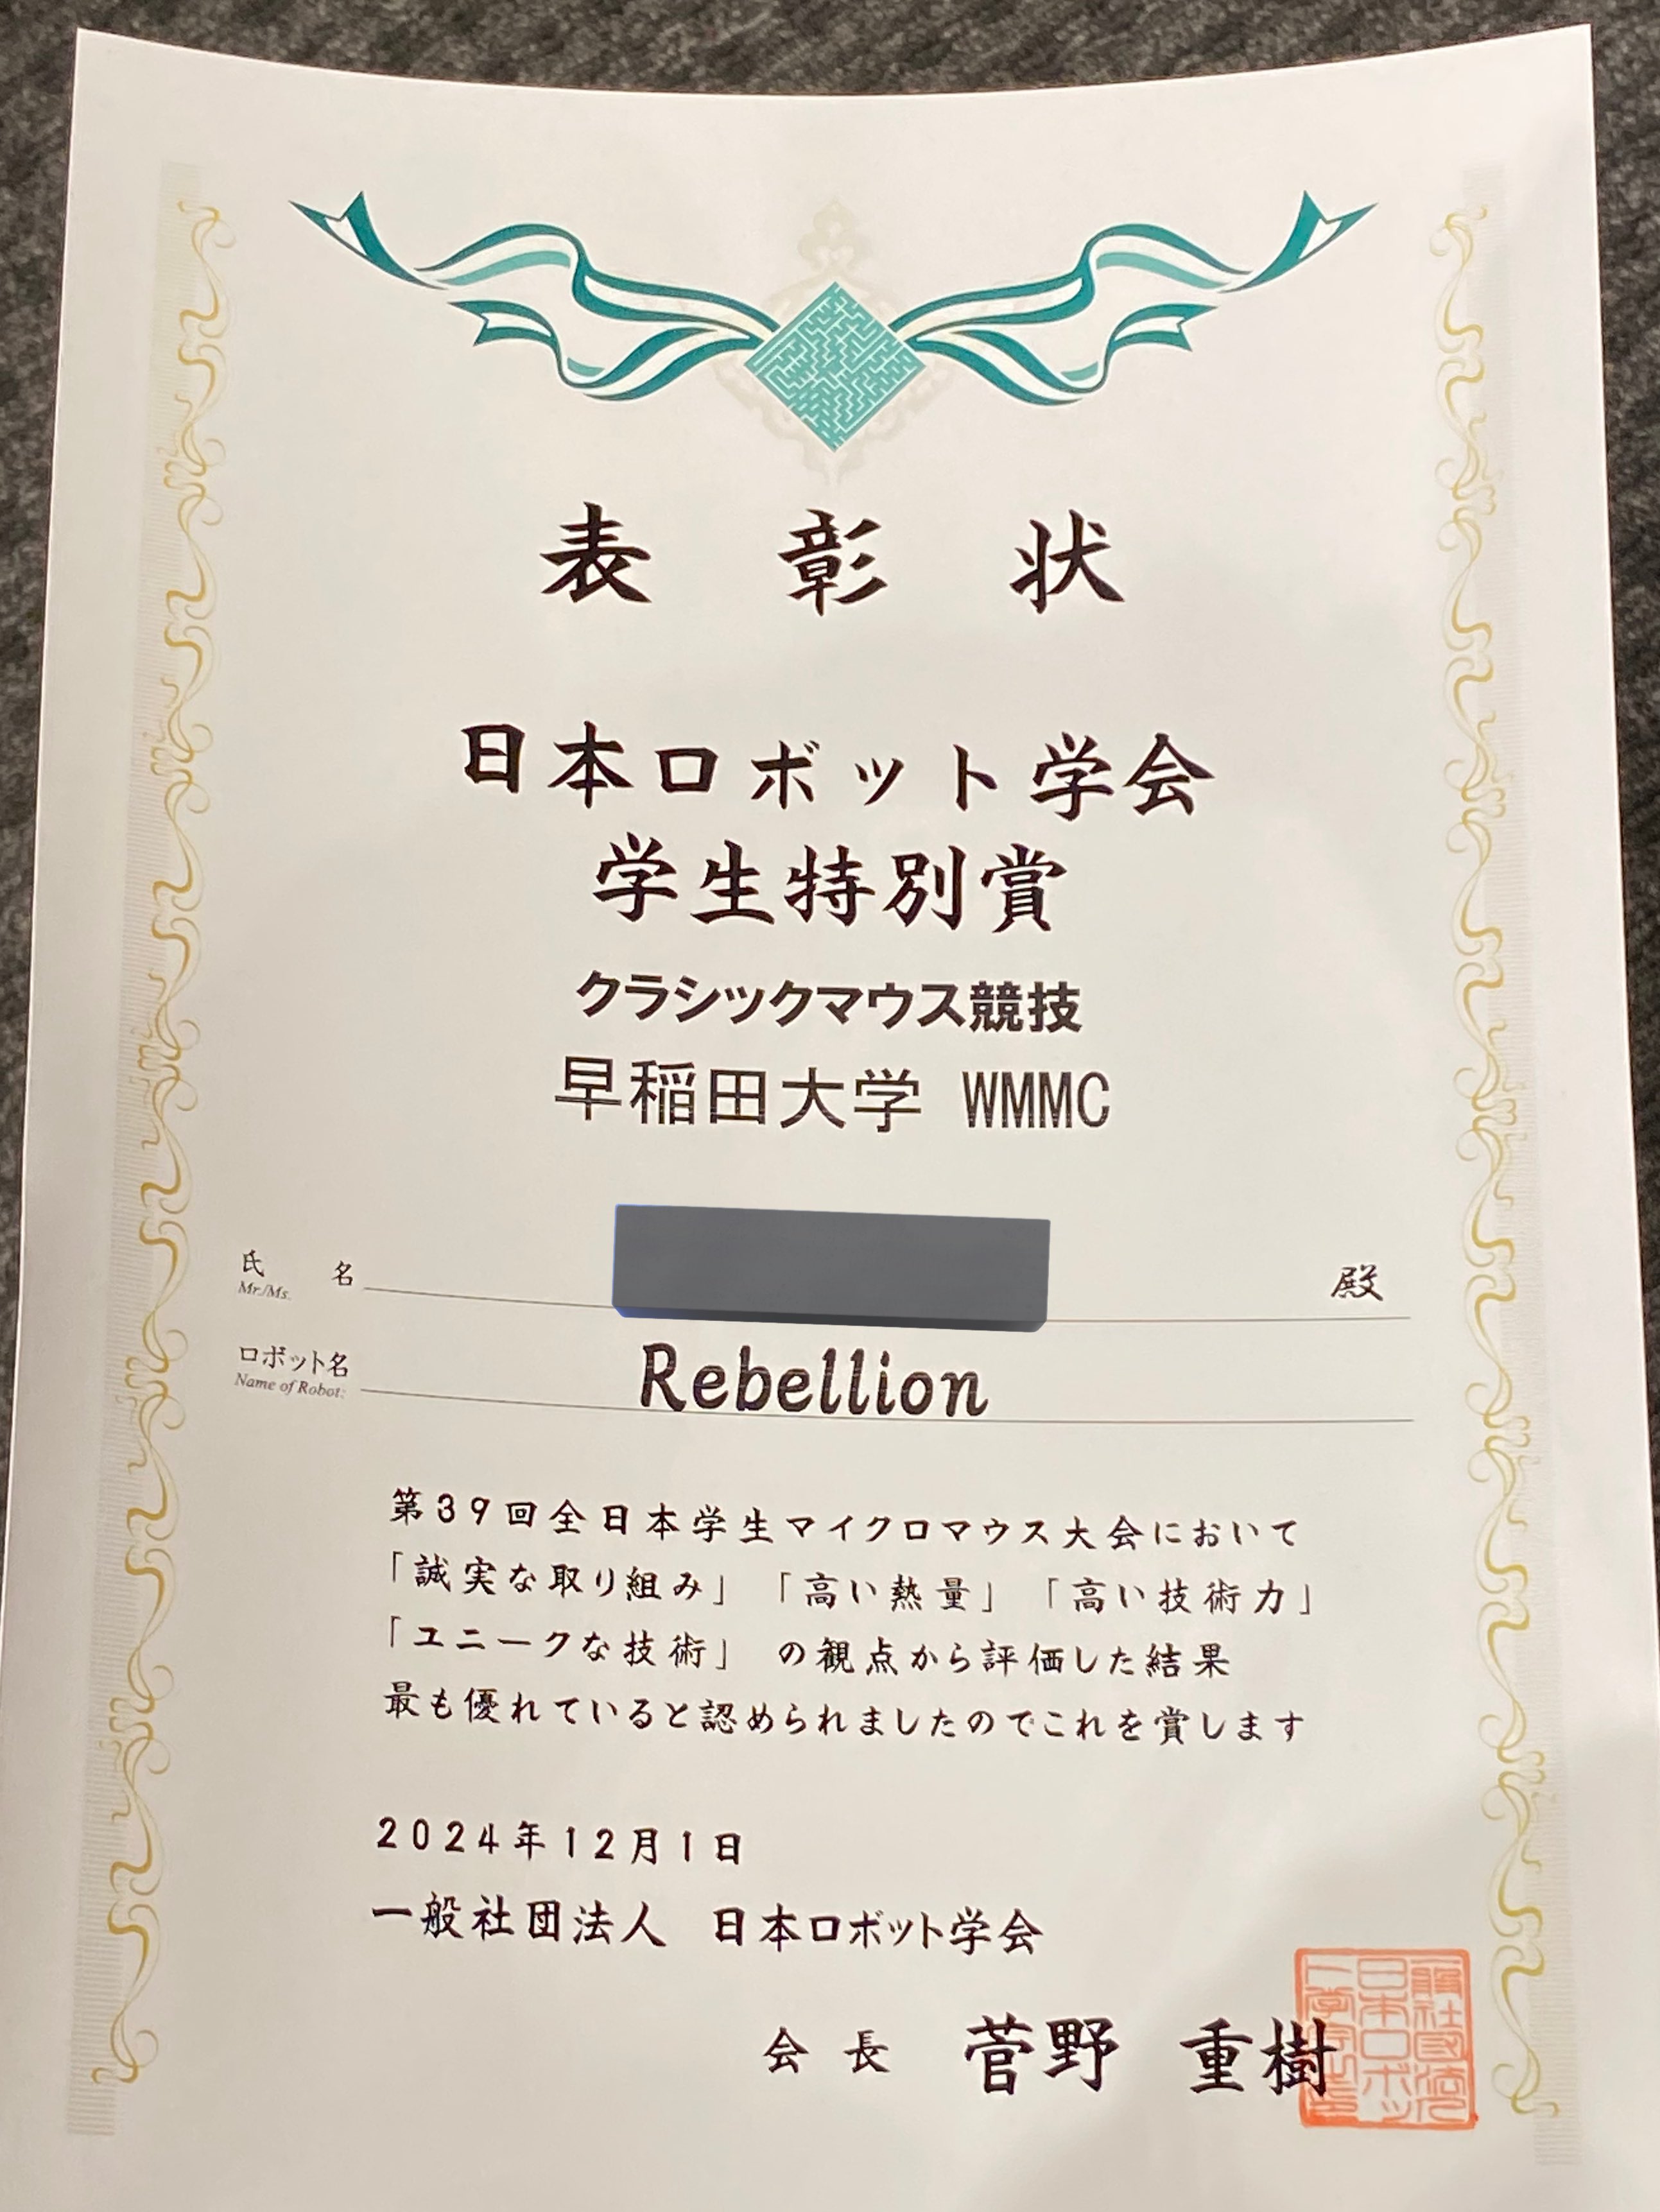 表彰状
日本ロボット学会
学生特別賞
クラシックマウス競技
早稲田大学 WMMC
氏 名 殿
Mr./Ms.
ロボット名 Rebellion
Name of Robot:
第39回全日本学生マイクロマウス大会において
「誠実な取り組み」「高い熱量」「高い技術力」
「ユニークな技術」 の観点から評価した結果
最も優れていると認められましたのでこれを賞します
2024年12月1日
一般社団法人 日本ロボット学会
会長 菅野 重樹